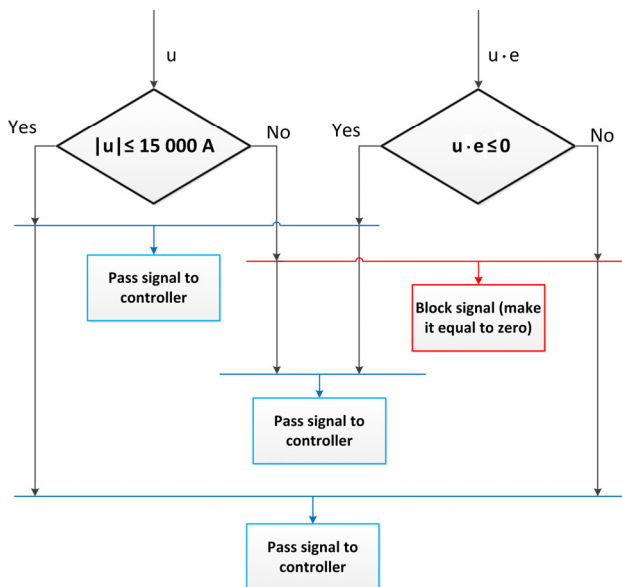 u
u·e
Yes
|u|≤ 15 000 A
No
Yes
u·e≤0
No
Pass signal to
controller
Block signal (make
it equal to zero)
Pass signal to
controller
Pass signal to
controller